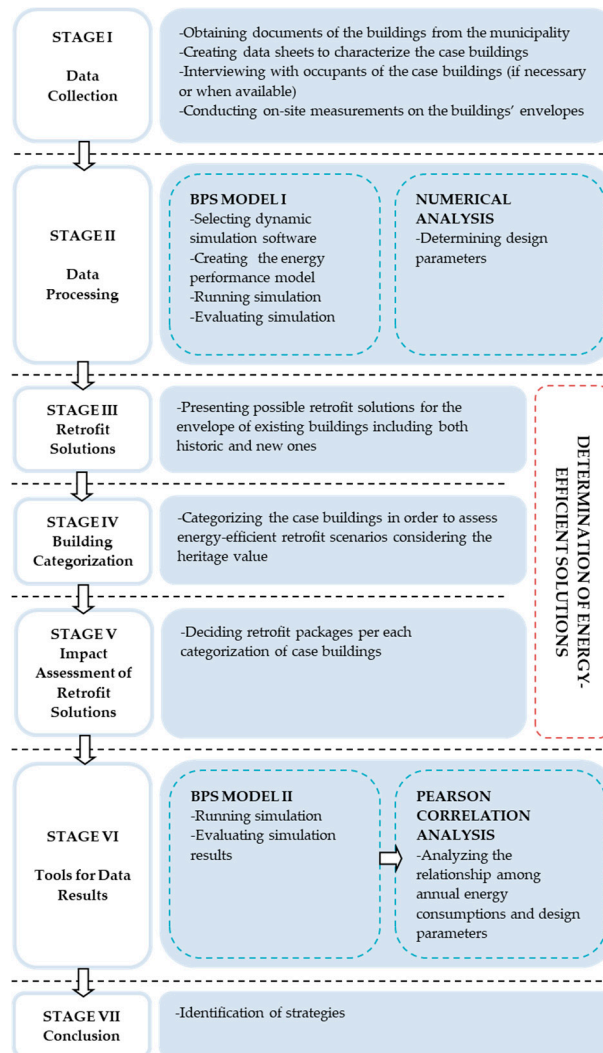 STAGE I
Data
Collection
-Obtaining documents of the buildings from the municipality
-Creating data sheets to characterize the case buildings
-Interviewing with occupants of the case buildings (if necessary
or when available)
-Conducting on-site measurements on the buildings' envelopes
STAGE II
Data
Processing
BPS MODEL I
-Selecting dynamic
simulation software
-Creating the energy
performance model
-Running simulation
-Evaluating simulation
NUMERICAL
ANALYSIS
-Determining design
parameters
STAGE III
Retrofit
Solutions
-Presenting possible retrofit solutions for the
envelope of existing buildings including both
historic and new ones
STAGE IV
Building
Categorization
-Categorizing the case buildings in order to assess
energy-efficient retrofit scenarios considering the
heritage value
STAGE V
Impact
Assessment of
Retrofit
Solutions
-Deciding retrofit packages per each
categorization of case buildings
DETERMINATION OF ENERGY-
EFFICIENT SOLUTIONS
STAGE VI
Tools for Data
Results
BPS MODEL II
-Running simulation
-Evaluating simulation
results
PEARSON
CORRELATION
ANALYSIS
-Analyzing the
relationship among
annual energy
consumptions and design
parameters
STAGE VII
Conclusion
-Identification of strategies